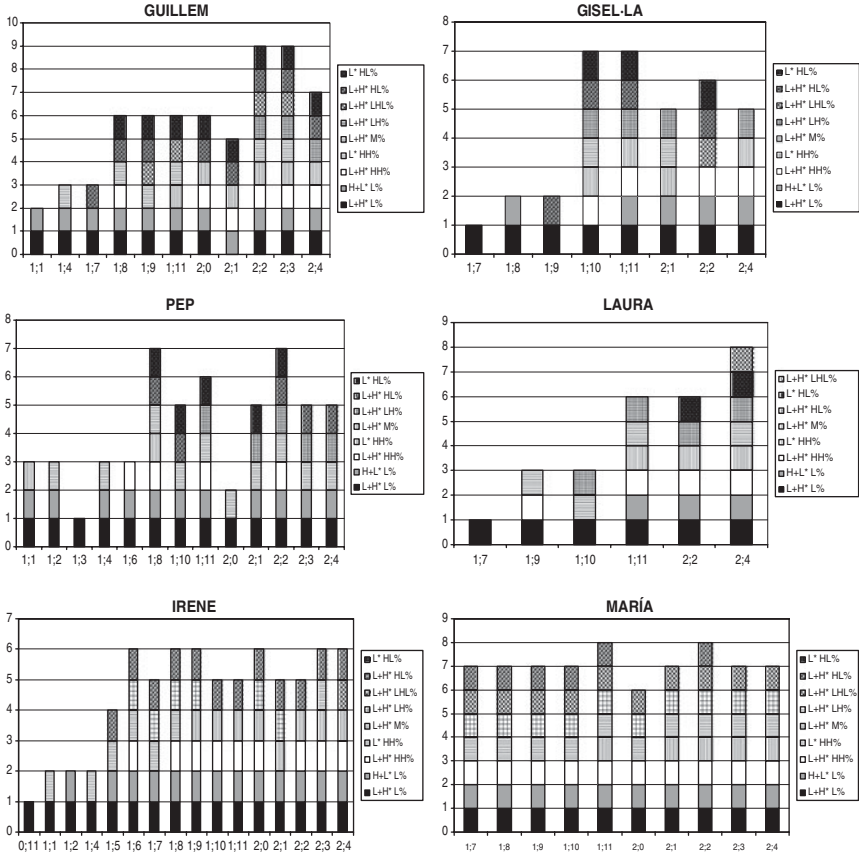 GUILLEM
10
9
8
7
6
5
4
3
2
1
0
1;1 1;4 1;7 1;8 1;9 1;11 2;0 2;1 2;2 2;3 2;4
L* HL%
L+H* HL%
L+H* LHL%
L+H* LH%
L+H* M%
L* HH%
L+H* HH%
H+L* L%
L+H* L%
GISEL·LA
8
7
6
5
4
3
2
1
0
1;7 1;8 1;9 1;10 1;11 2;1 2;2 2;4
L* HL%
L+H* HL%
L+H* LHL%
L+H* LH%
L+H* M%
L* HH%
L+H* HH%
H+L* L%
L+H* L%
PEP
8
7
6
5
4
3
2
1
0
1;1 1;2 1;3 1;4 1;6 1;8 1;10 1;11 2;0 2;1 2;2 2;3 2;4
L* HL%
L+H* HL%
L+H* LH%
L+H* M%
L* HH%
L+H* HH%
H+L* L%
L+H* L%
LAURA
9
8
7
6
5
4
3
2
1
0
1;7 1;9 1;10 1;11 2;2 2;4
L+H* LHL%
L* HL%
L+H* HL%
L+H* M%
L* HH%
L+H* HH%
H+L* L%
L+H* L%
IRENE
7
6
5
4
3
2
1
0
0;11 1;1 1;2 1;4 1;5 1;6 1;7 1;8 1;9 1;10 1;11 2;0 2;1 2;2 2;3 2;4
L* HL%
L+H* HL%
L+H* LHL%
L+H* LH%
L+H* M%
L* HH%
L+H* HH%
H+L* L%
L+H* L%
MARÍA
9
8
7
6
5
4
3
2
1
0
1;7 1;8 1;9 1;10 1;11 2;0 2;1 2;2 2;3 2;4
L* HL%
L+H* HL%
L+H* LHL%
L+H* LH%
L+H* M%
L* HH%
L+H* HH%
H+L* L%
L+H* L%